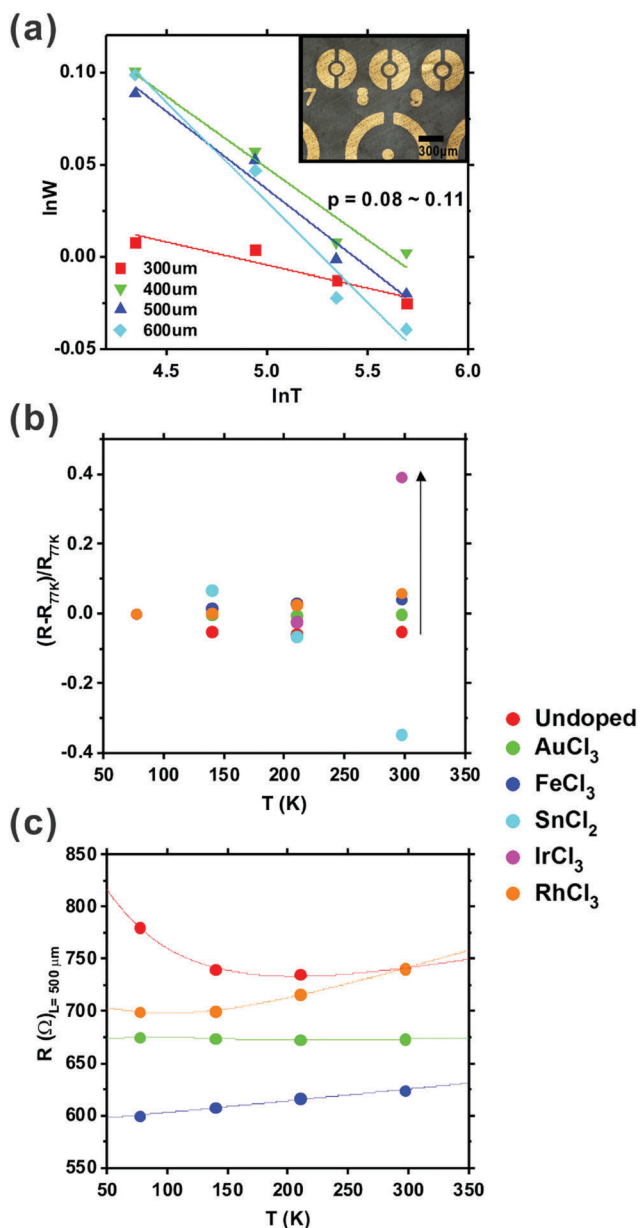 (a)
0.10
0.05
0.00
-0.05
lnW
4.5 5.0 5.5 6.0
lnT
7 8 9
300μm
p = 0.08 ~ 0.11
300um
400um
500um
600um
(b)
0.4
0.2
0.0
-0.2
-0.4
(R-R77K)/R77K
50 100 150 200 250 300 350
T (K)
Undoped
AuCl3
FeCl3
SnCl2
IrCl3
RhCl3
(c)
850
800
750
700
650
600
550
R (Ω)L= 500 μm
50 100 150 200 250 300 350
T (K)